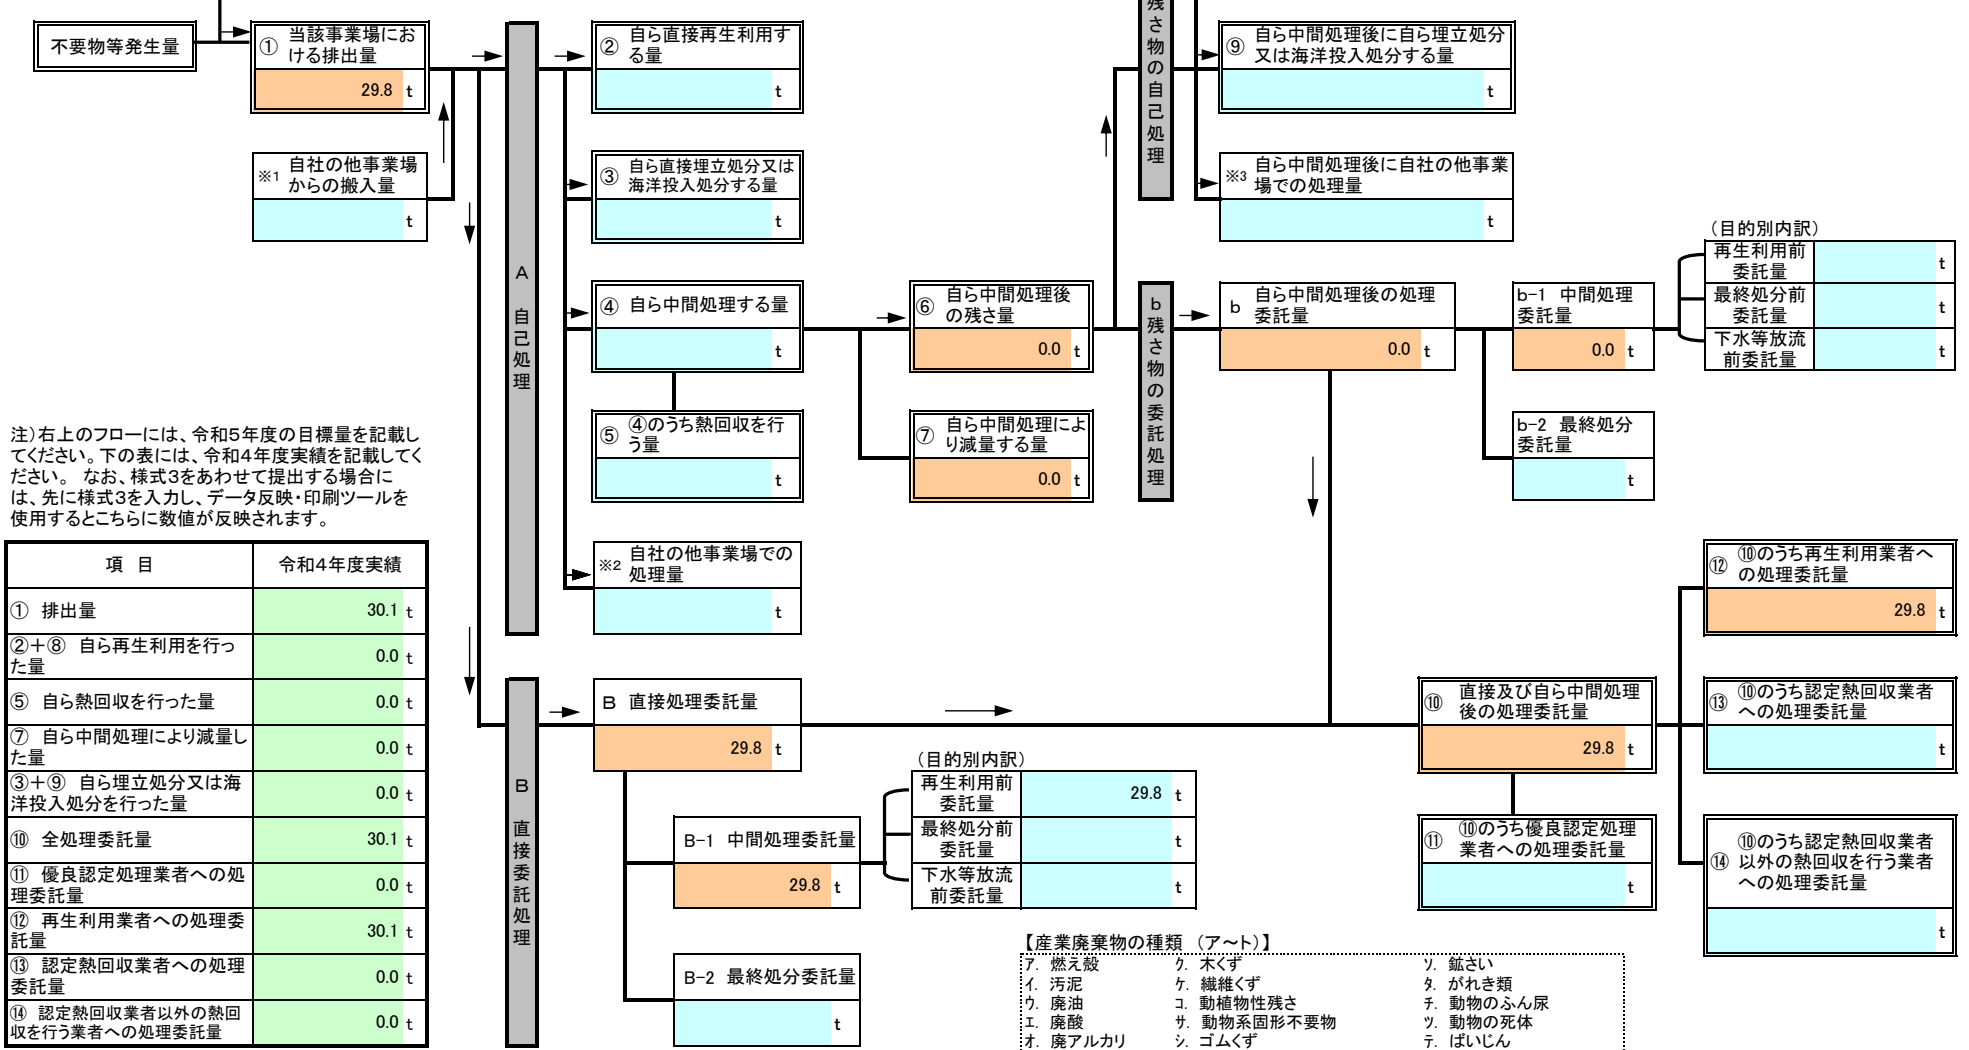 不要物等発生量
① 当該事業場にお
ける排出量
29.8 t
※1 自社の他事業場
からの搬入量
t
A 自己処理
② 自ら直接再生利用す
る量
t
③ 自ら直接埋立処分又は
海洋投入処分する量
t
④ 自ら中間処理する量
t
⑤ ④のうち熱回収を行
う量
t
※2 自社の他事業場での
処理量
t
⑥ 自ら中間処理後
の残さ量
0.0 t
⑦ 自ら中間処理によ
り減量する量
0.0 t
残さ物の自己処理
⑨ 自ら中間処理後に自ら埋立処分
又は海洋投入処分する量
t
※3 自ら中間処理後に自社の他事業
場での処理量
t
b 残さ物の委託処理
b 自ら中間処理後の処理
委託量
0.0 t
b-1 中間処理
委託量
0.0 t
b-2 最終処分
委託量
t
(目的別内訳)
再生利用前
委託量
t
最終処分前
委託量
t
下水等放流
前委託量
t
注)右上のフローには、令和5年度の目標量を記載し
てください。下の表には、令和4年度実績を記載してく
ださい。 なお、様式3をあわせて提出する場合に
は、先に様式3を入力し、データ反映・印刷ツールを
使用するとこちらに数値が反映されます。
項 目 令和4年度実績
① 排出量 30.1 t
②+⑧ 自ら再生利用を行っ
た量 0.0 t
⑤ 自ら熱回収を行った量 0.0 t
⑦ 自ら中間処理により減量し
た量 0.0 t
③+⑨ 自ら埋立処分又は海
洋投入処分を行った量 0.0 t
⑩ 全処理委託量 30.1 t
⑪ 優良認定処理業者への処
理委託量 0.0 t
⑫ 再生利用業者への処理委
託量 30.1 t
⑬ 認定熱回収業者への処理
委託量 0.0 t
⑭ 認定熱回収業者以外の熱回
収を行う業者への処理委託量 0.0 t
B 直接委託処理
B 直接処理委託量
29.8 t
B-1 中間処理委託量
29.8 t
B-2 最終処分委託量
t
(目的別内訳)
再生利用前
委託量
29.8 t
最終処分前
委託量
t
下水等放流
前委託量
t
⑩ 直接及び自ら中間処理
後の処理委託量
29.8 t
⑪ ⑩のうち優良認定処理
業者への処理委託量
t
⑫ ⑩のうち再生利用業者へ
の処理委託量
29.8 t
⑬ ⑩のうち認定熱回収業者
への処理委託量
t
⑭ ⑩のうち認定熱回収業者
以外の熱回収を行う業者
への処理委託量
t
【産業廃棄物の種類 (ア~ト)】
ア. 燃え殻 ク. 木くず ソ. 鉱さい
イ. 汚泥 ケ. 繊維くず タ. がれき類
ウ. 廃油 コ. 動植物性残さ チ. 動物のふん尿
エ. 廃酸 サ. 動物系固形不要物 ツ. 動物の死体
オ. 廃アルカリ シ. ゴムくず テ. ばいじん